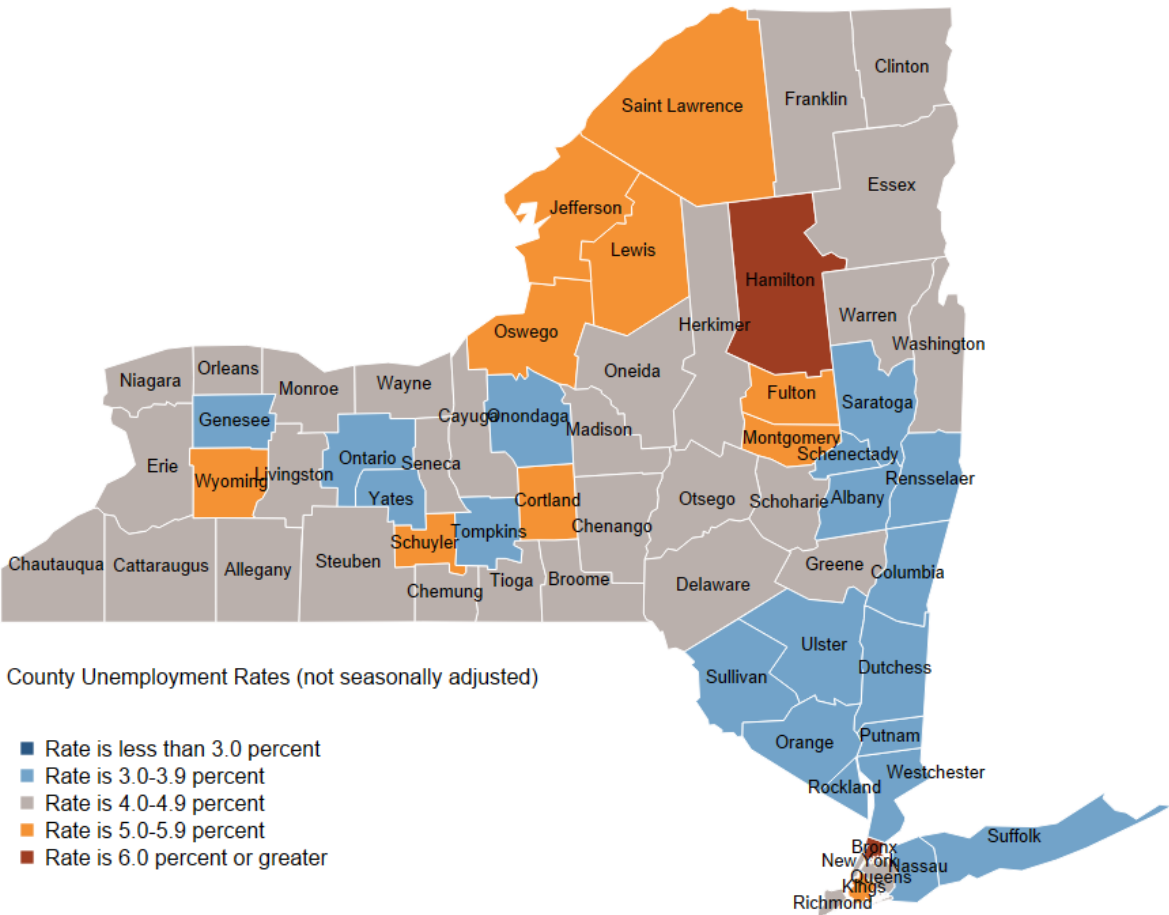 Clinton
Franklin
Saint Lawrence
Essex
Jefferson
Lewis
Hamilton
Warren
Herkimer
Oswego
Washington
Orleans
Oneida
Niagara
Monroe
Wayne
Fulton
Saratoga
Cayuga
Onondaga
Genesee
Madison
Montgomery
Schenectady
Ontario
Seneca
Erie
Livingston
Wyoming
Rensselaer
Yates
Cortland
Otsego
Schoharie
Albany
Chenango
Tompkins
Schuyler
Steuben
Chautauqua
Cattaraugus
Allegany
Greene
Columbia
Tioga
Broome
Delaware
Chemung
Ulster
Dutchess
County Unemployment Rates (not seasonally adjusted)
Sullivan
Putnam
Orange
Rate is less than 3.0 percent
Rate is 3.0-3.9 percent
Westchester
Rockland
Rate is 4.0-4.9 percent
Rate is 5.0-5.9 percent
Suffolk
Rate is 6.0 percent or greater
Bronx
New York
Nassau
Queens
Kings
Richmond